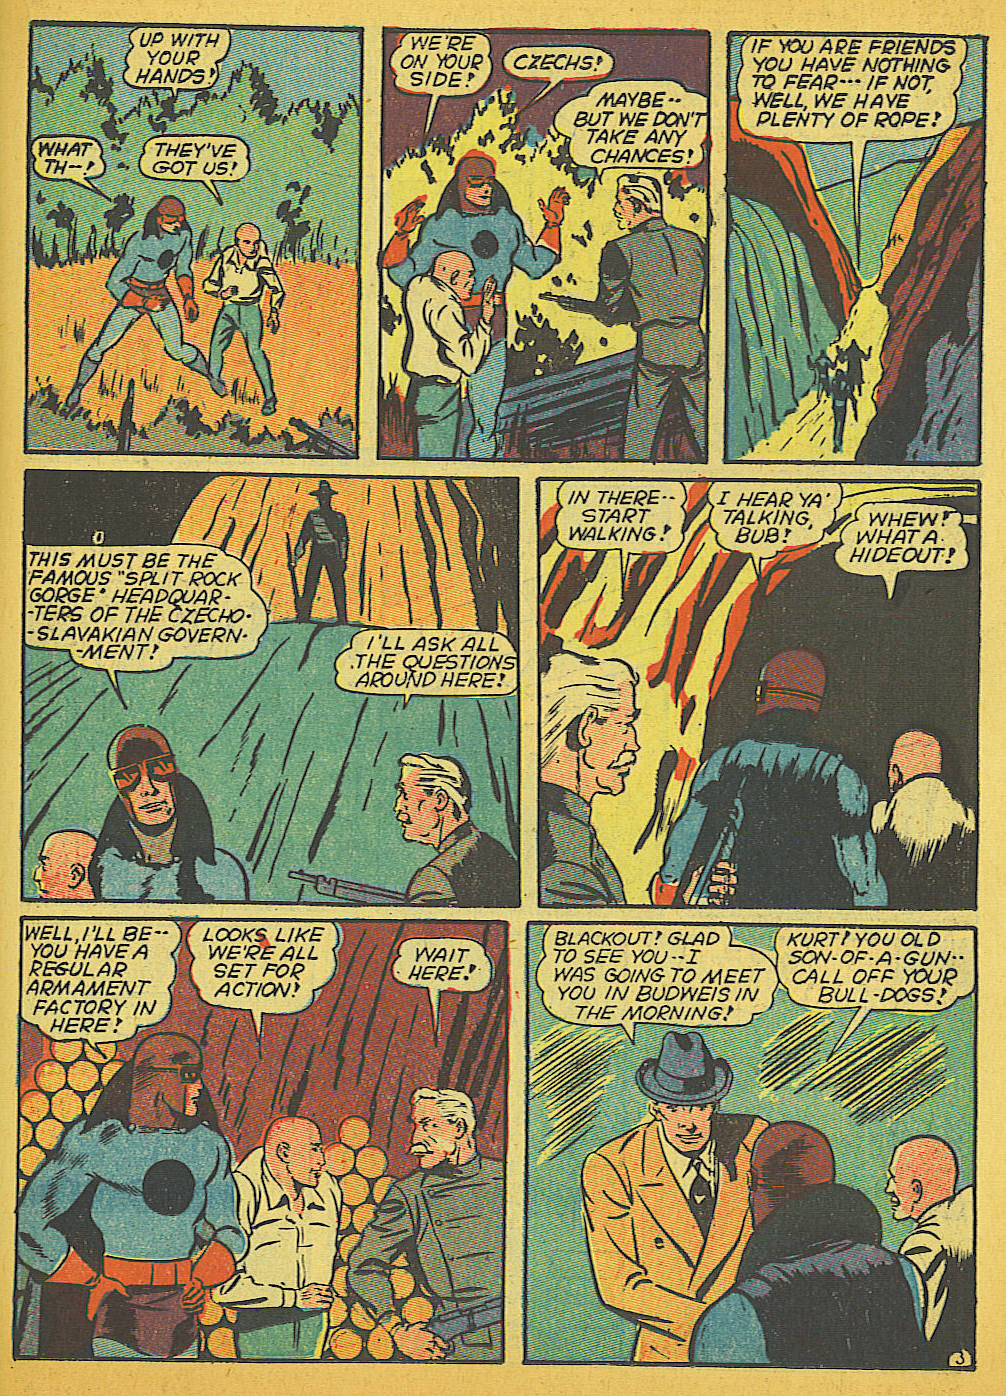 UP WITH
YOUR
HANDS!
WHAT
TH--!
THEY'VE
GOT US!
WE'RE
ON YOUR
SIDE!
CZECHS!
MAYBE--
BUT WE DON'T
TAKE ANY
CHANCES!
IF YOU ARE FRIENDS
YOU HAVE NOTHING
TO FEAR--- IF NOT,
WELL, WE HAVE
PLENTY OF ROPE!
THIS MUST BE THE
FAMOUS "SPLIT ROCK
GORGE" HEADQUAR-
-TERS OF THE CZECHO-
-SLAVAKIAN GOVERN-
-MENT!
I'LL ASK ALL
THE QUESTIONS
AROUND HERE!
IN THERE--
START
WALKING!
I HEAR YA'
TALKING,
BUB!
WHEW!
WHAT A
HIDEOUT!
WELL, I'LL BE--
YOU HAVE A
REGULAR
ARMAMENT
FACTORY IN
HERE!
LOOKS LIKE
WE'RE ALL
SET FOR
ACTION!
WAIT
HERE!
BLACKOUT! GLAD
TO SEE YOU--I
WAS GOING TO MEET
YOU IN BUDWEIS IN
THE MORNING!
KURT! YOU OLD
SON-OF-A-GUN--
CALL OFF YOUR
BULL-DOGS!
3